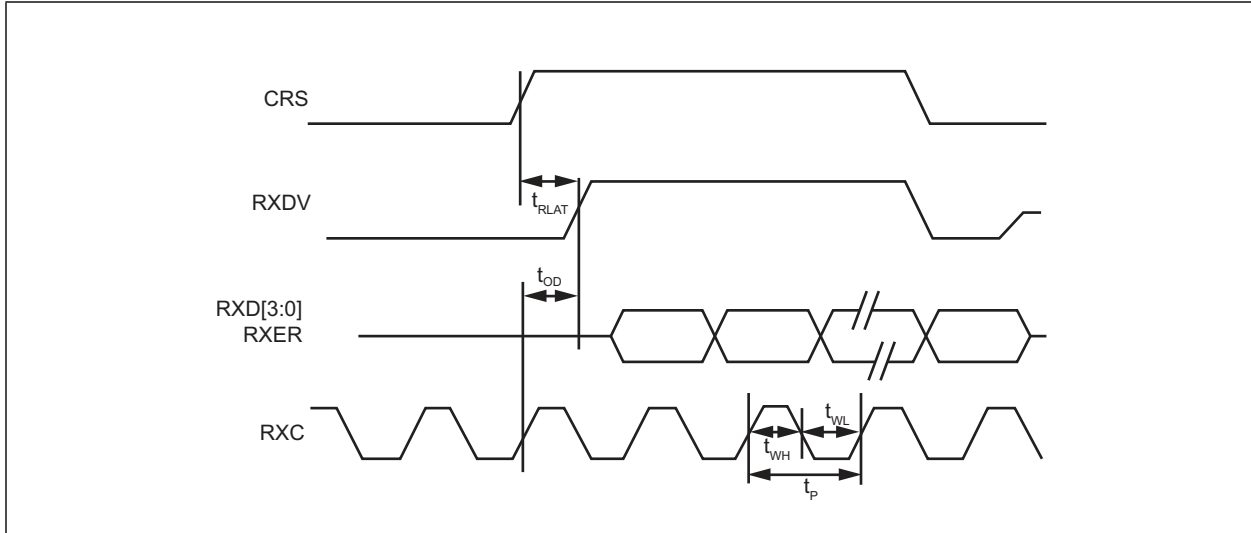 CRS
tRLAT
RXDV
tOD
RXD[3:0]
RXER
RXC
tWH
tWL
tP